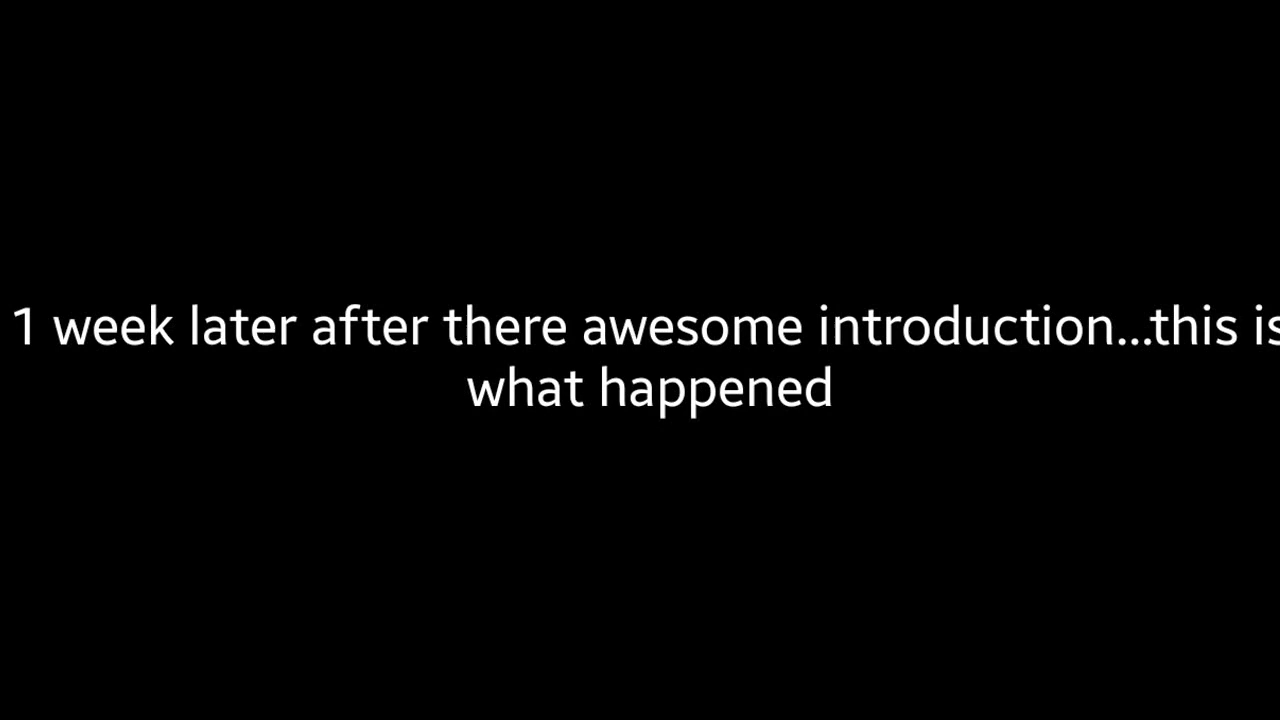 1 week later after there awesome introduction...this is
what happened